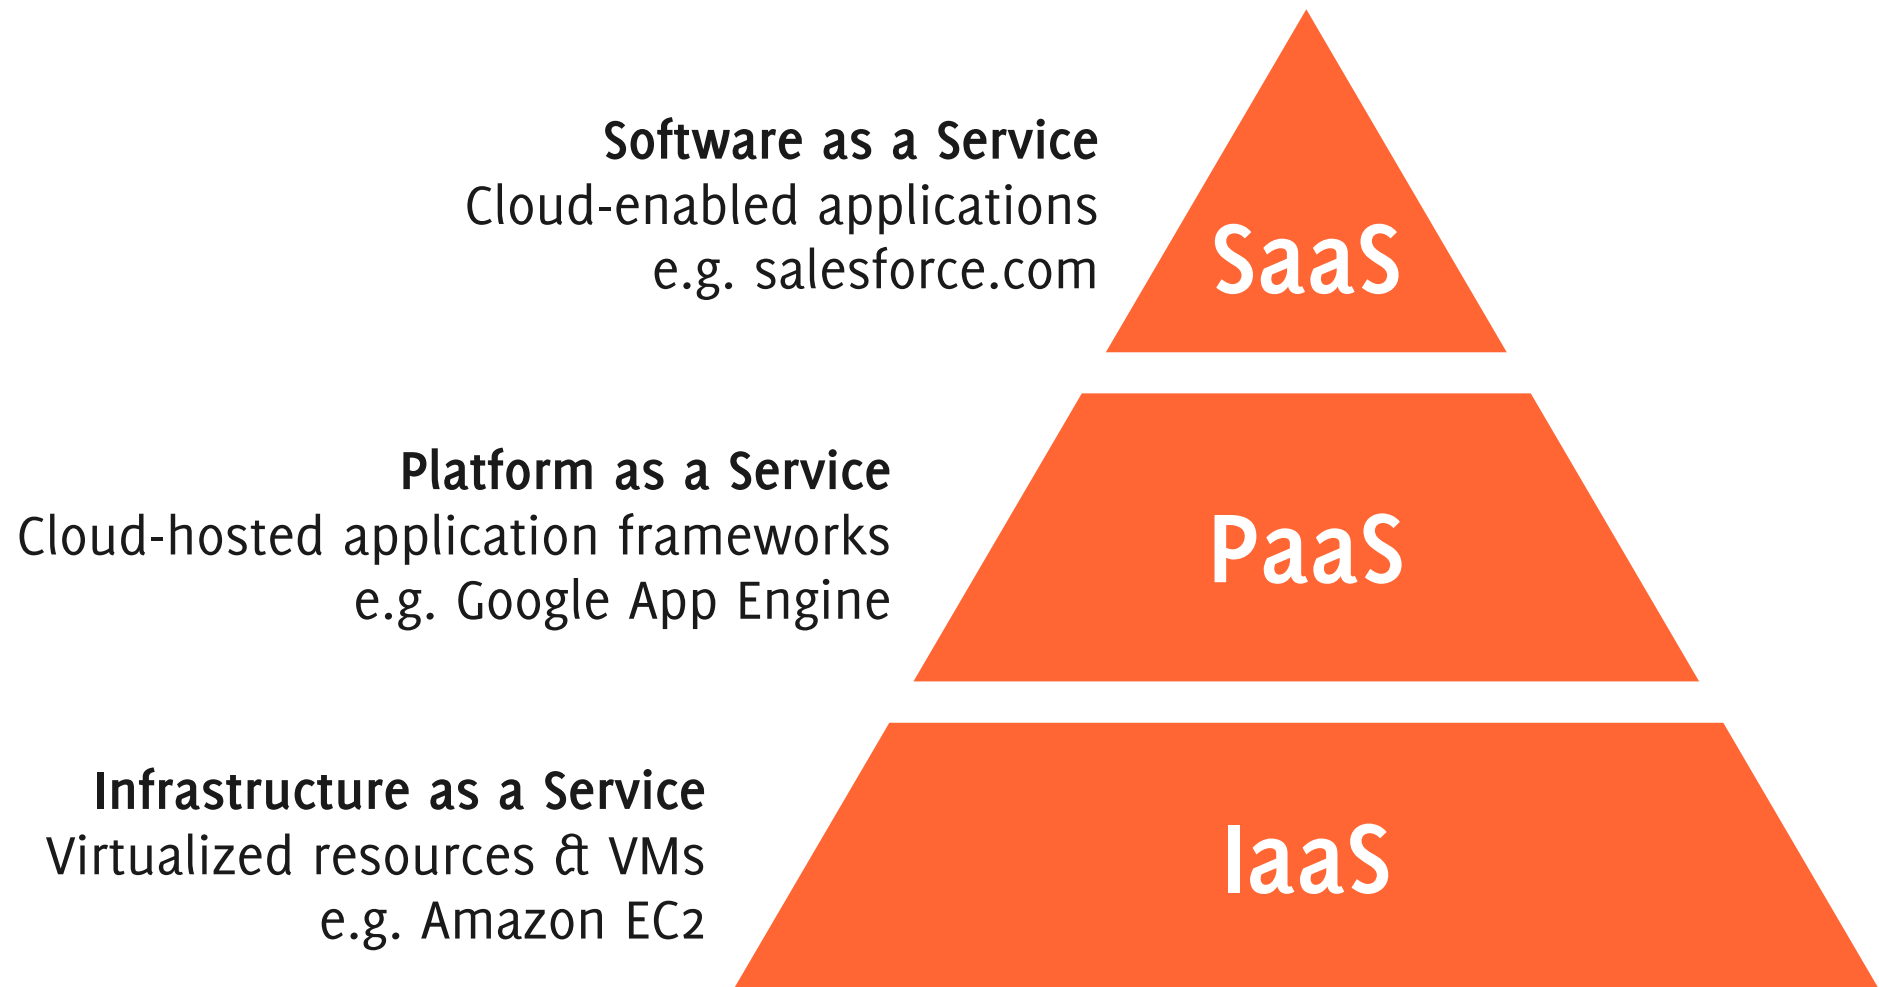 Software as a Service
Cloud-enabled applications
e.g. salesforce.com
SaaS
Platform as a Service
Cloud-hosted application frameworks
e.g. Google App Engine
PaaS
Infrastructure as a Service
Virtualized resources & VMs
e.g. Amazon EC2
IaaS